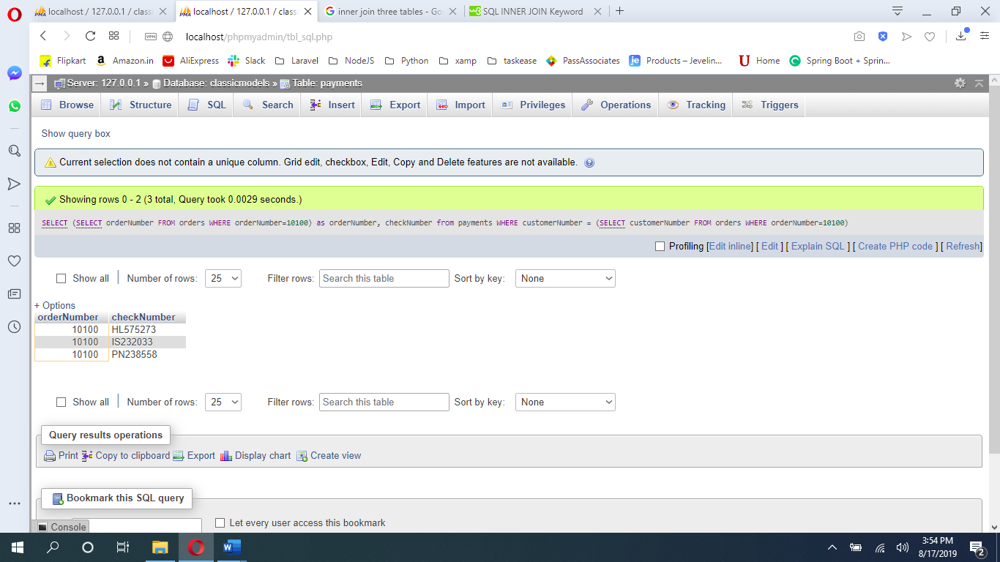 localhost / 127.0.0.1 / classi
localhost / 127.0.0.1 / class
inner join three tables - Go
SQL INNER JOIN Keyword
VPN
localhost/phpmyadmin/tbl_sql.php
Flipkart
Amazon.in
AliExpress
Slack
Laravel
NodeJS
Python
xamp
taskease
PassAssociates
Products – Jevelin...
Home
Spring Boot + Sprin...
Server: 127.0.0.1 » Database: classicmodels » Table: payments
Browse
Structure
SQL
Search
Insert
Export
Import
Privileges
Operations
Tracking
Triggers
Show query box
Current selection does not contain a unique column. Grid edit, checkbox, Edit, Copy and Delete features are not available.
Showing rows 0 - 2 (3 total, Query took 0.0029 seconds.)
SELECT (SELECT orderNumber FROM orders WHERE orderNumber=10100) as orderNumber, checkNumber from payments WHERE customerNumber = (SELECT customerNumber FROM orders WHERE orderNumber=10100)
Profiling [Edit inline] [ Edit ] [ Explain SQL ] [ Create PHP code ] [ Refresh]
Show all | Number of rows: 25 Filter rows: Search this table Sort by key: None
+ Options
orderNumber checkNumber
10100 HL575273
10100 IS232033
10100 PN238558
Show all | Number of rows: 25 Filter rows: Search this table Sort by key: None
Query results operations
Print Copy to clipboard Export Display chart Create view
Bookmark this SQL query
Let every user access this bookmark
Console
3:54 PM
8/17/2019
2